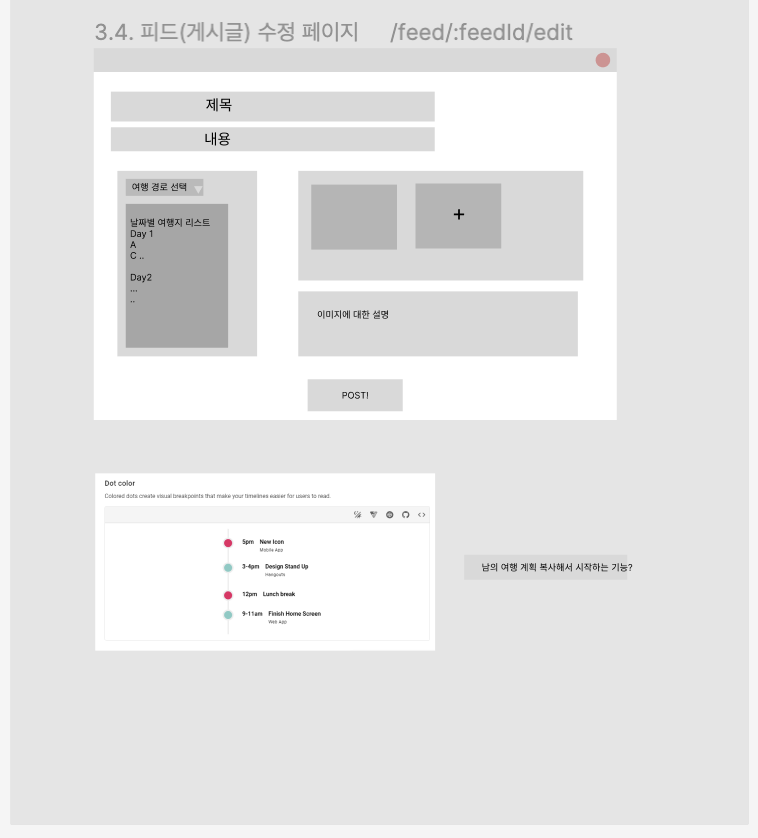 3.4. 피드(게시글) 수정 페이지 /feed/:feedId/edit
제목
내용
여행 경로 선택
날짜별 여행지 리스트
Day 1
A
C ..
Day2
...
..
+
이미지에 대한 설명
POST!
Dot color
Colored dots create visual breakpoints that make your timelines easier for users to read.
< >
5pm New Icon
Mobile App
3-4pm Design Stand Up
Hangouts
12pm Lunch break
9-11am Finish Home Screen
Web App
남의 여행 계획 복사해서 시작하는 기능?